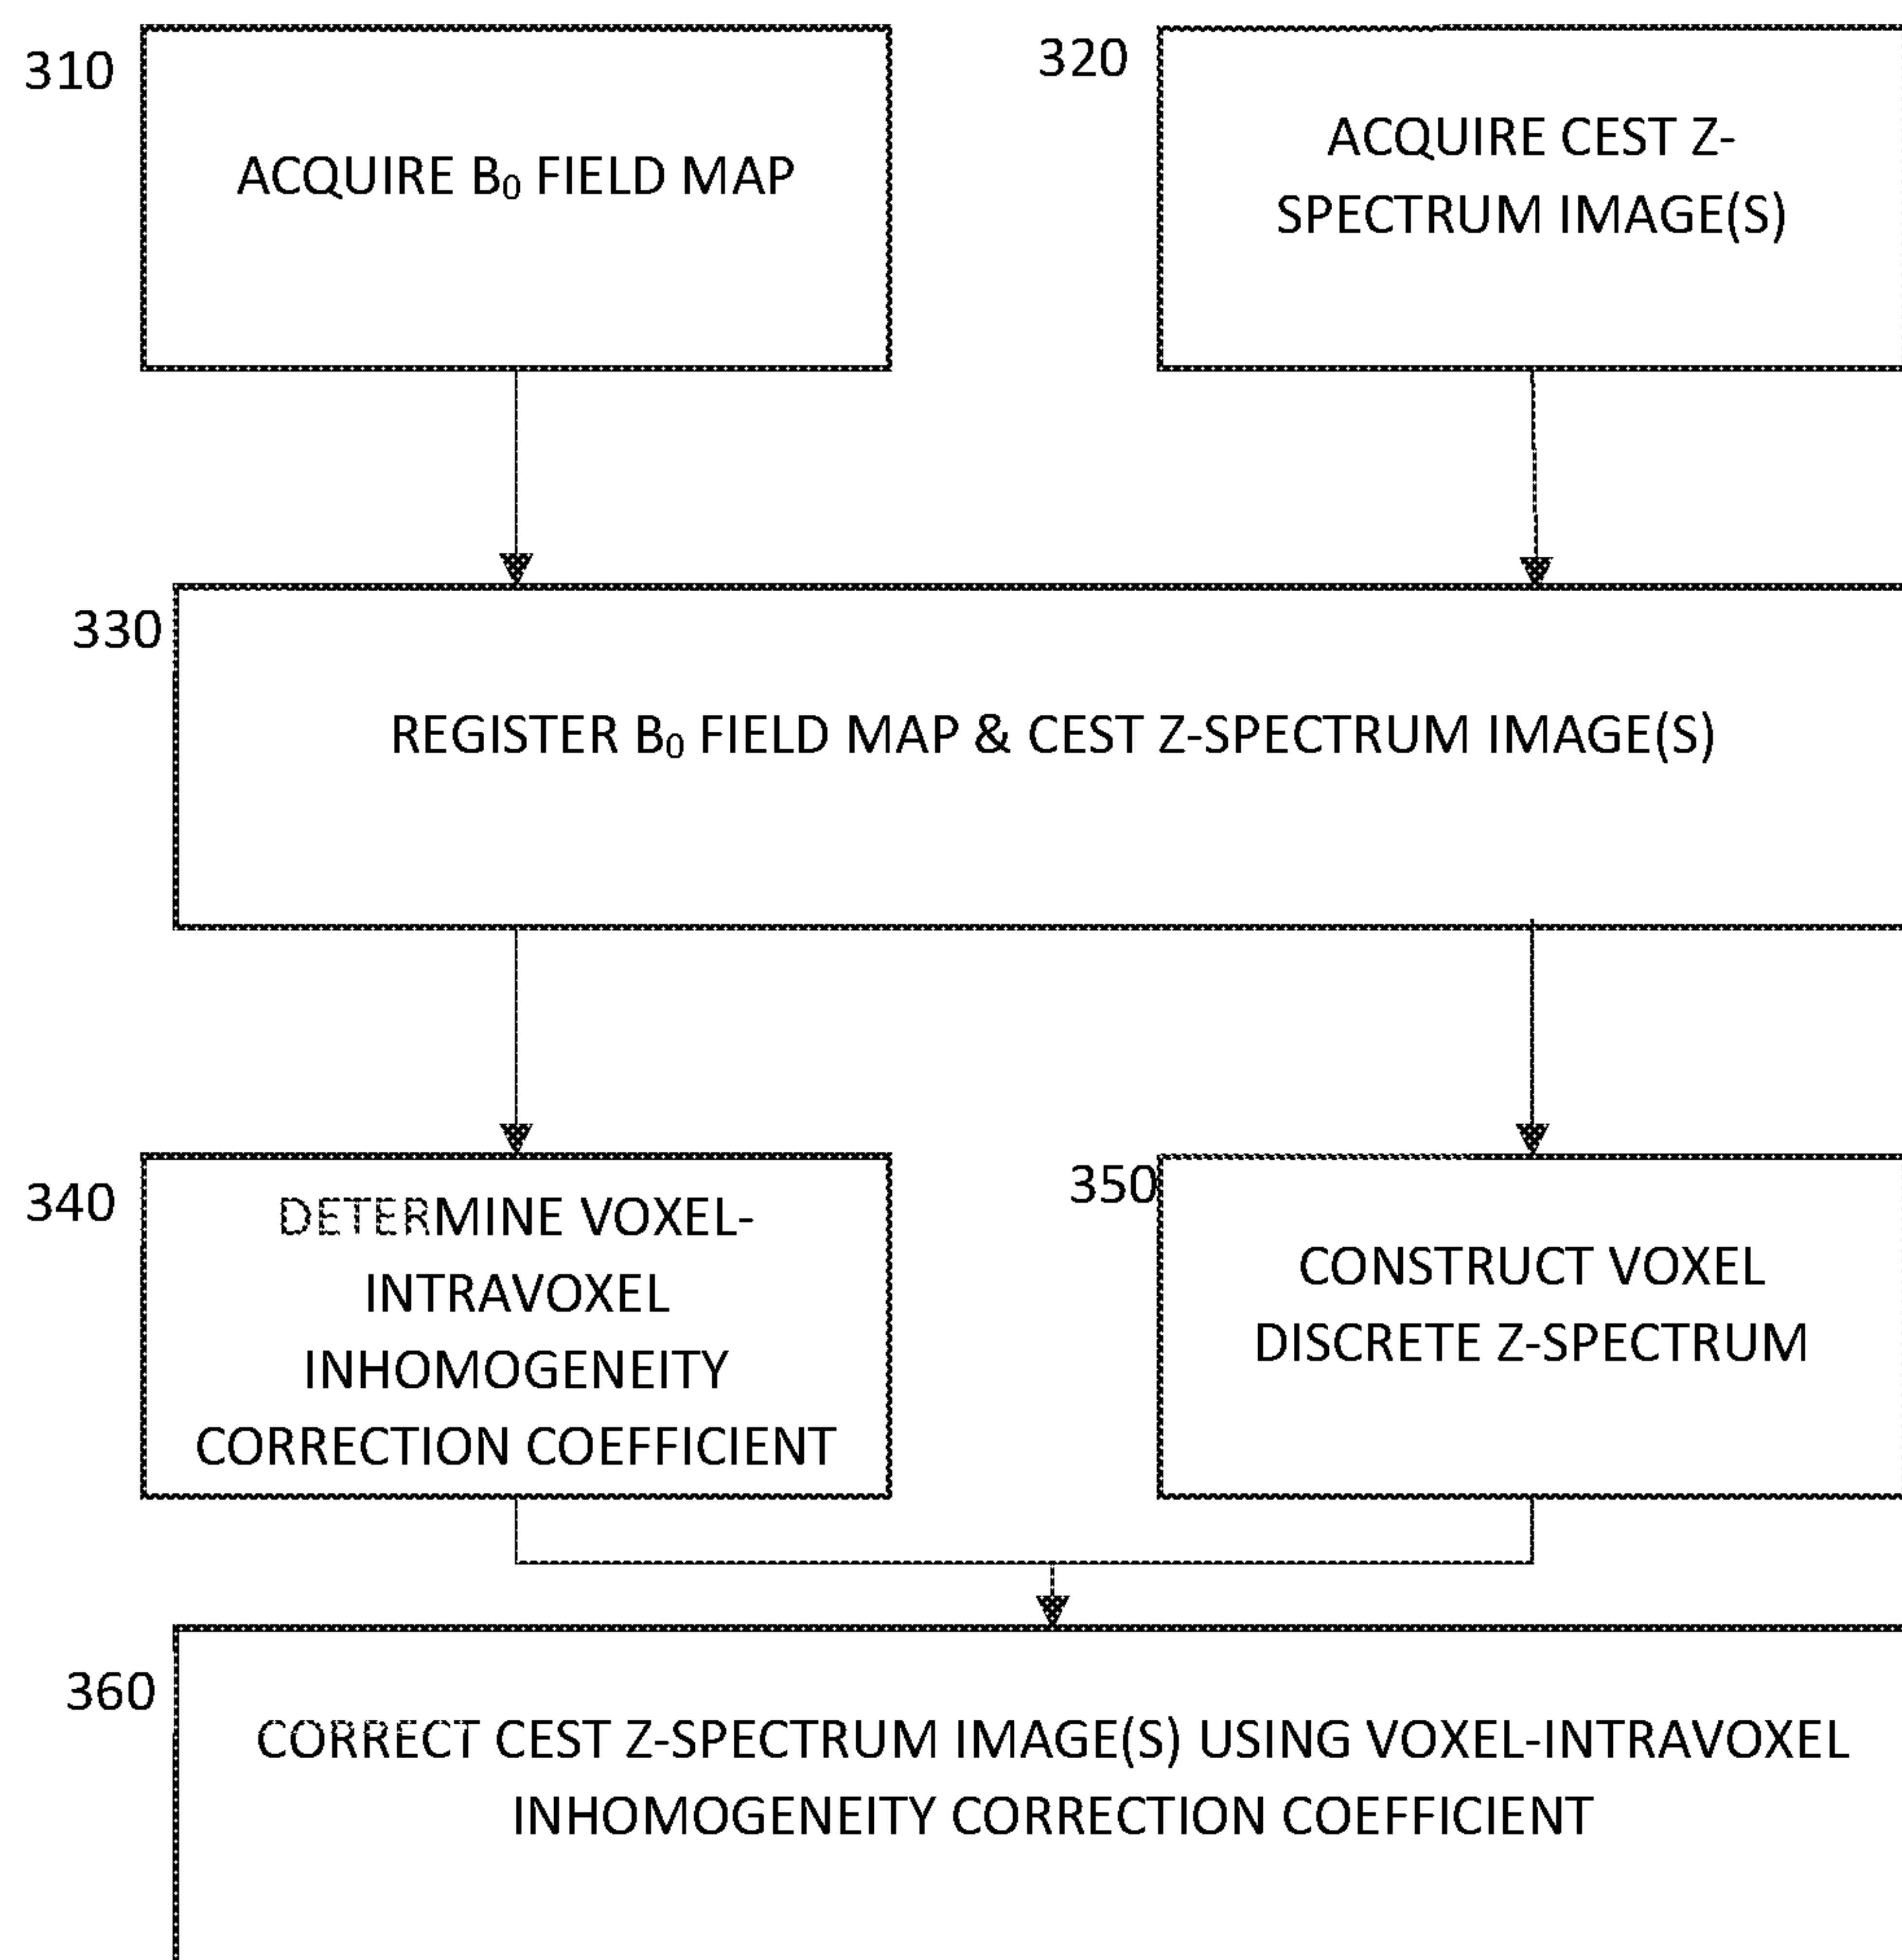 310
ACQUIRE B₀ FIELD MAP
320
ACQUIRE CEST Z-
SPECTRUM IMAGE(S)
330
REGISTER B₀ FIELD MAP & CEST Z-SPECTRUM IMAGE(S)
340
DETERMINE VOXEL-
INTRAVOXEL
INHOMOGENEITY
CORRECTION COEFFICIENT
350
CONSTRUCT VOXEL
DISCRETE Z-SPECTRUM
360
CORRECT CEST Z-SPECTRUM IMAGE(S) USING VOXEL-INTRAVOXEL
INHOMOGENEITY CORRECTION COEFFICIENT